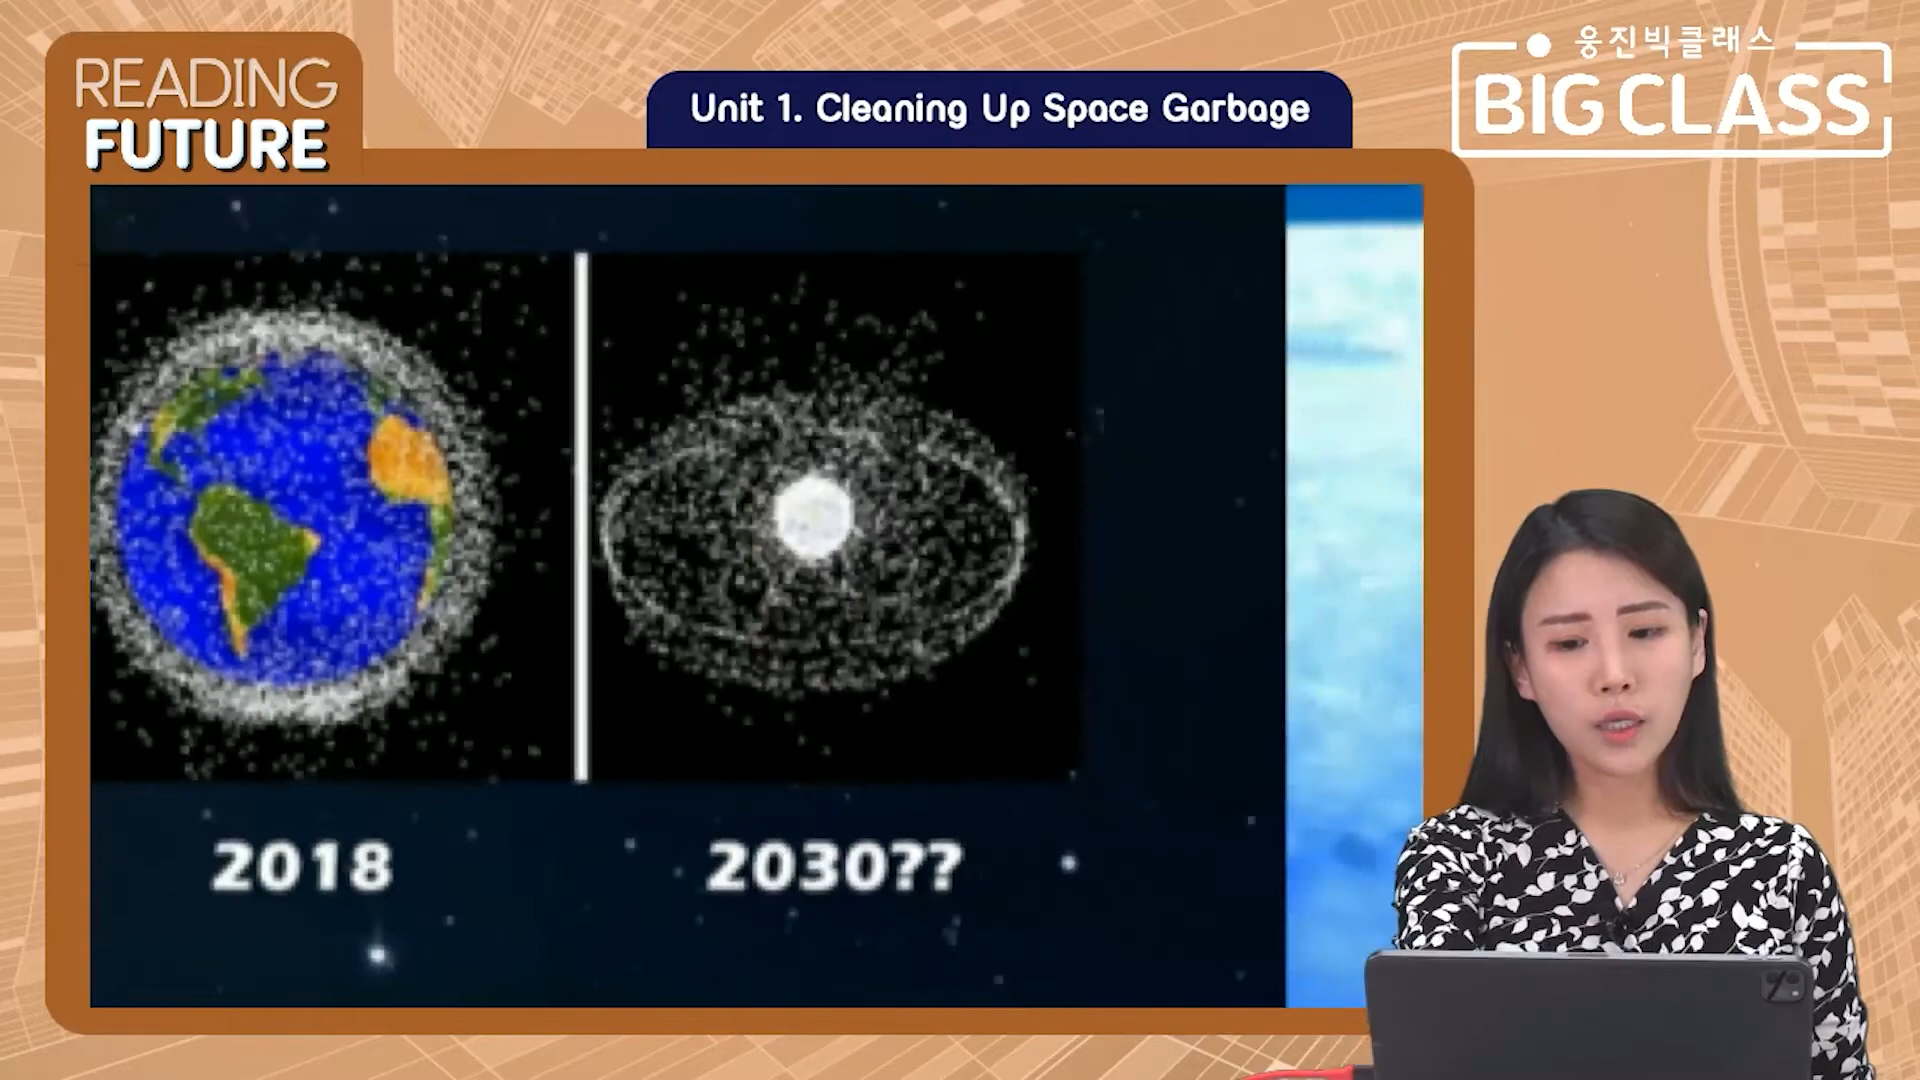 READING
FUTURE
Unit 1. Cleaning Up Space Garbage
웅진빅클래스
BIG CLASS
2018
2030??